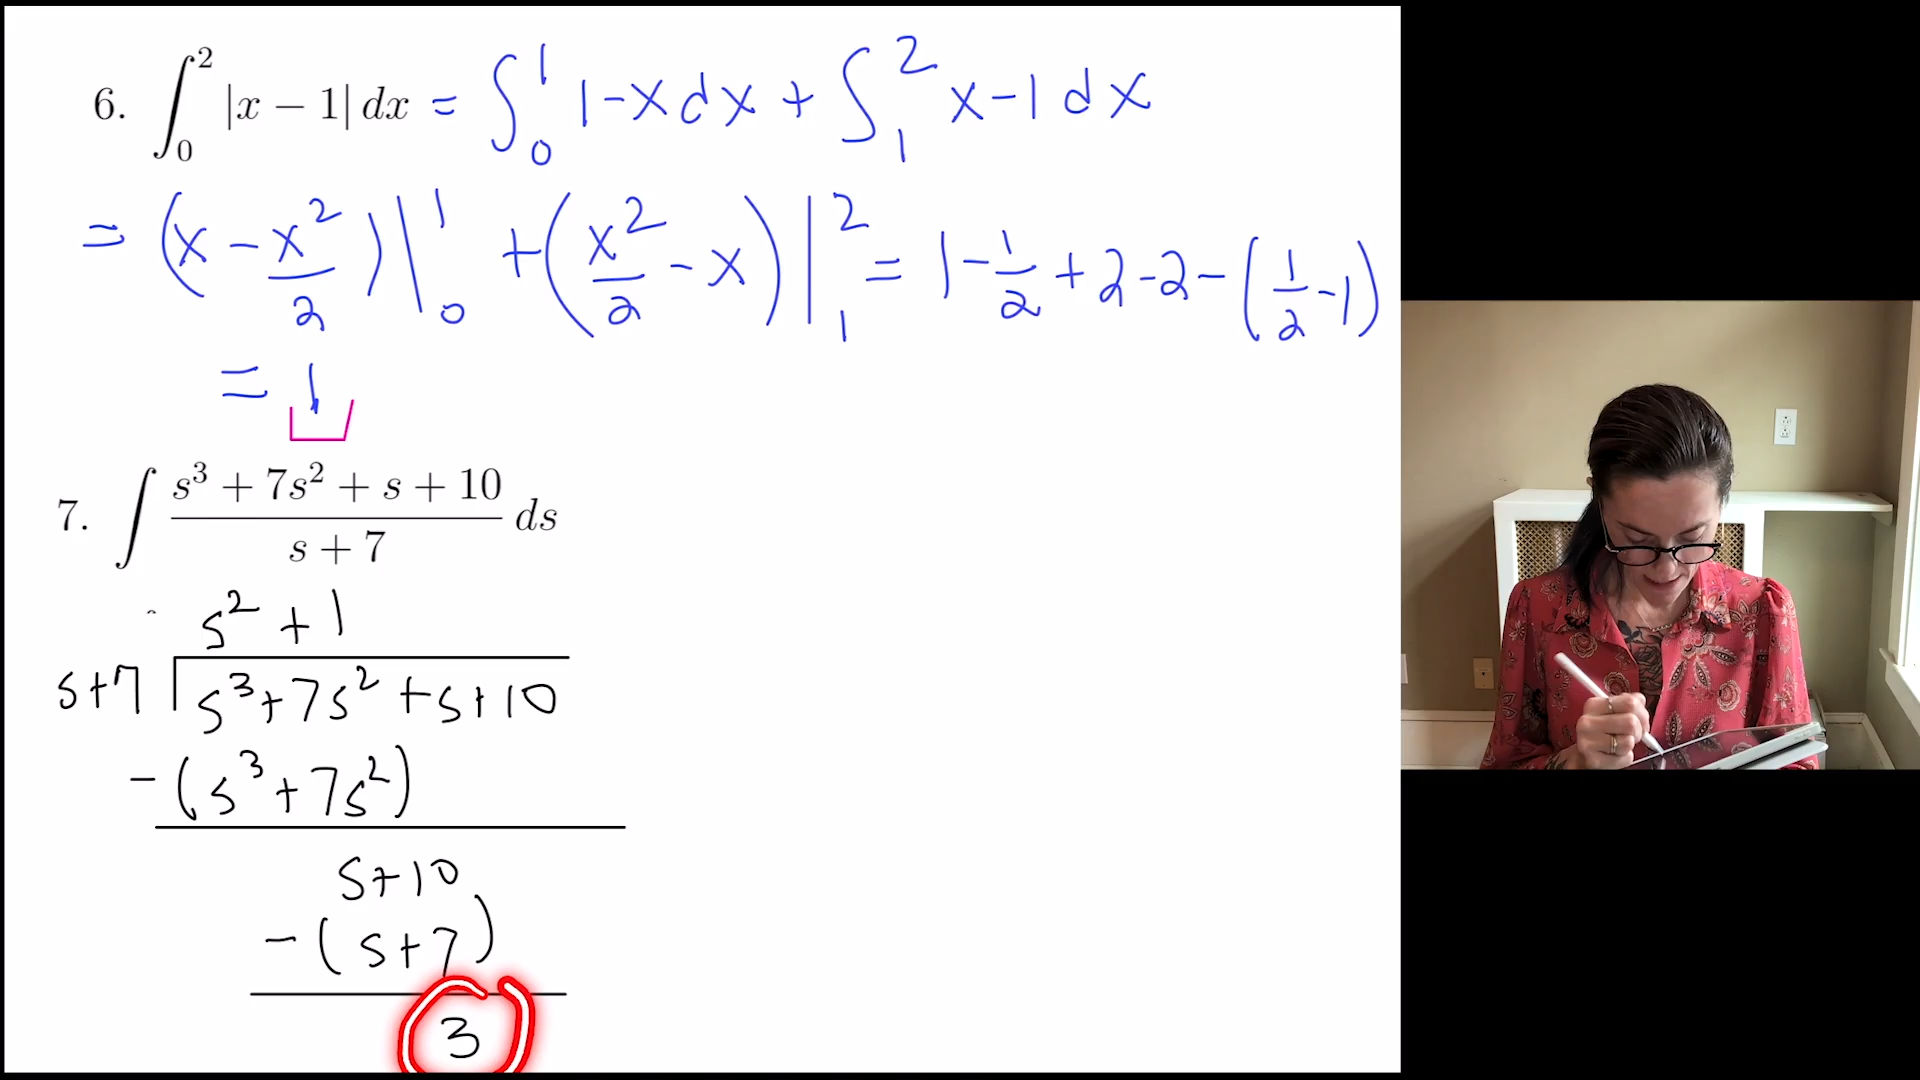 6. ∫₀² |x − 1| dx = ∫₀¹ 1-x dx + ∫₁² x-1 dx
= (x - x²/2)|₀¹ + (x²/2 - x)|₁² = 1 - 1/2 + 2 - 2 - (1/2 - 1)
= 1
7. ∫ (s³ + 7s² + s + 10)/(s + 7) ds
s² + 1
s+7 s³+7s²+s+10
-(s³+7s²)
s+10
-(s+7)
3